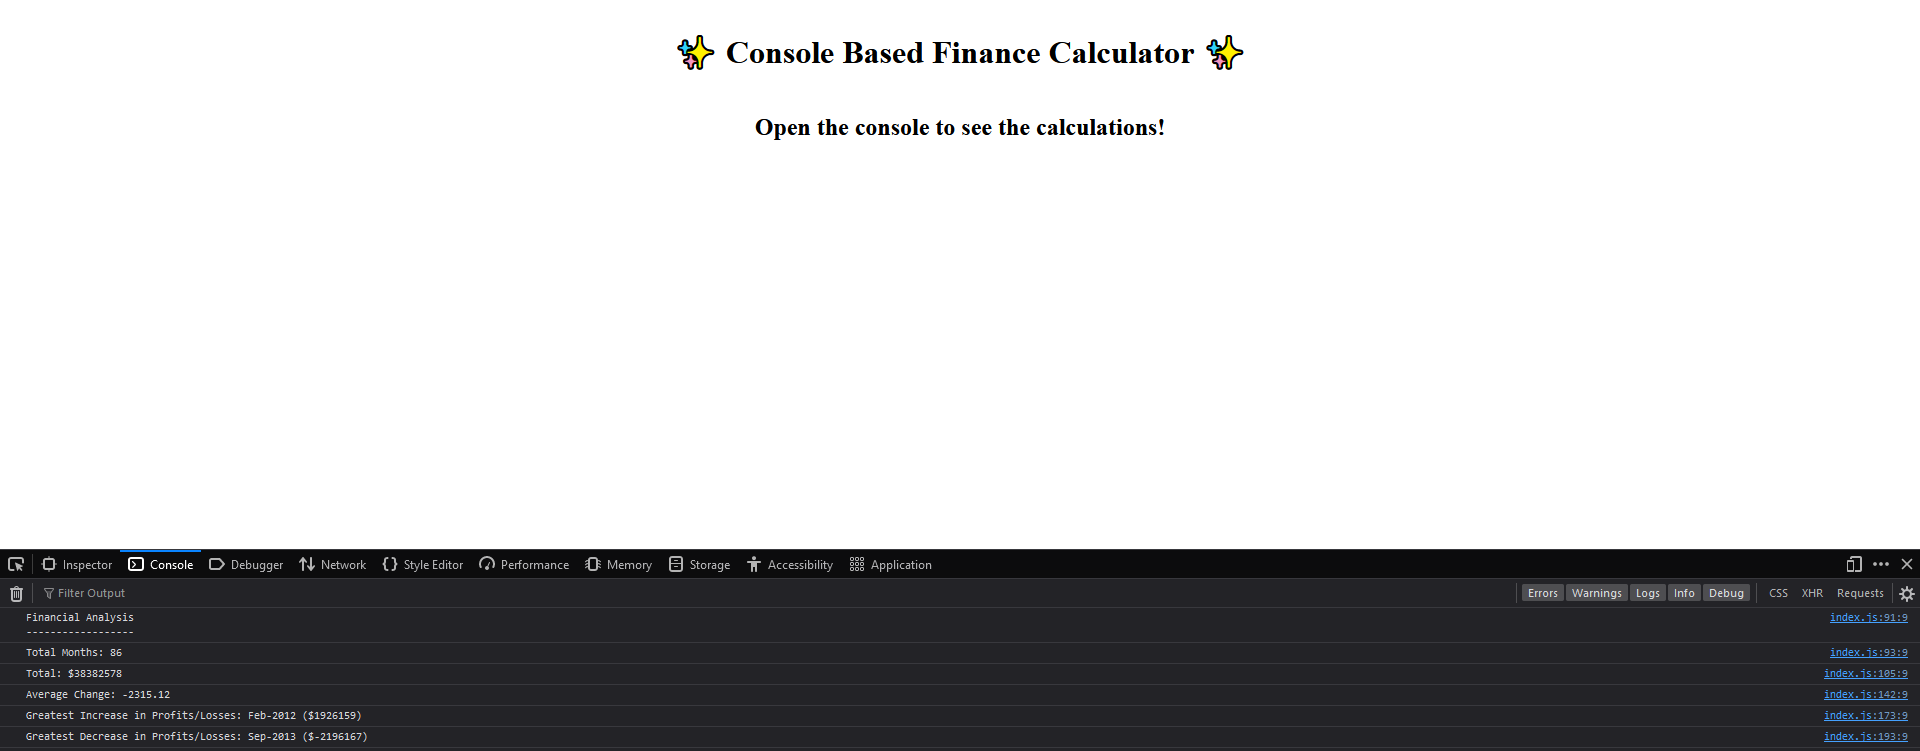 ✨ Console Based Finance Calculator ✨
Open the console to see the calculations!
Inspector Console Debugger Network Style Editor Performance Memory Storage Accessibility Application
Filter Output Errors Warnings Logs Info Debug CSS XHR Requests
Financial Analysis index.js:91:9
------------------
Total Months: 86 index.js:93:9
Total: $38382578 index.js:105:9
Average Change: -2315.12 index.js:142:9
Greatest Increase in Profits/Losses: Feb-2012 ($1926159) index.js:173:9
Greatest Decrease in Profits/Losses: Sep-2013 ($-2196167) index.js:193:9